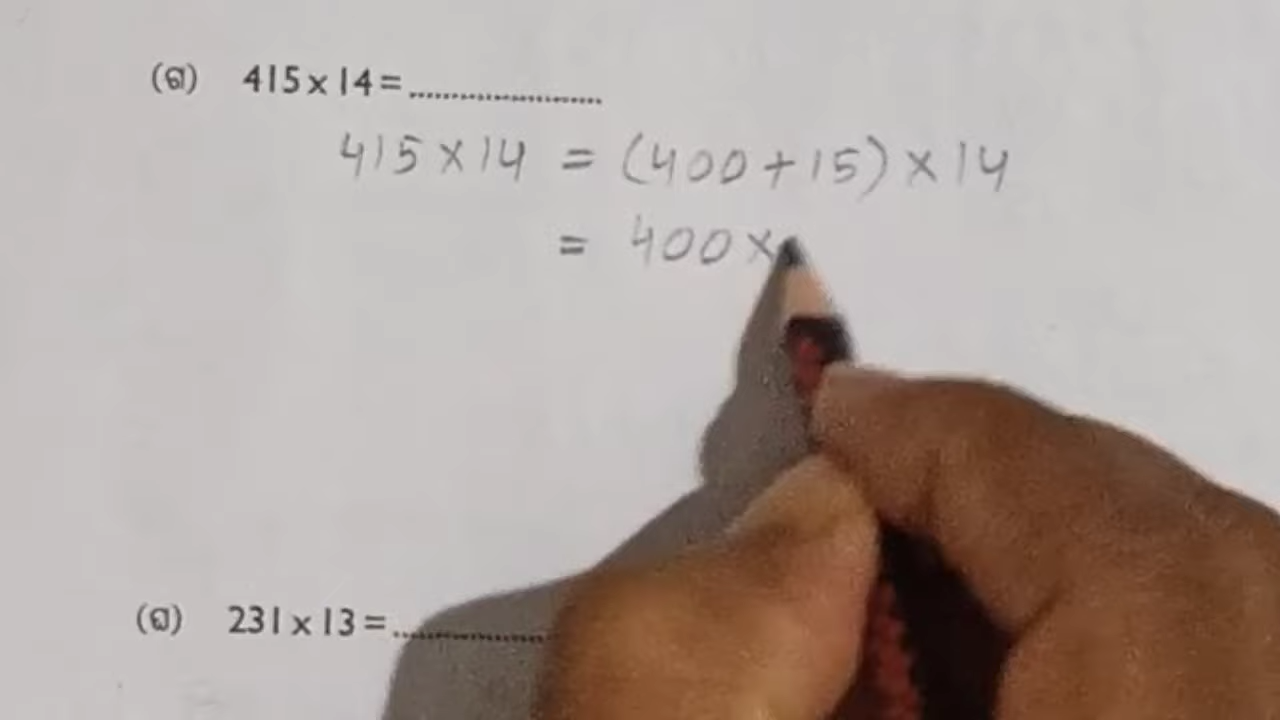 (ଗ) 415 x 14 = ....................
415 × 14 = (400 + 15) × 14
= 400 ×
(ଘ) 231 x 13 = ................